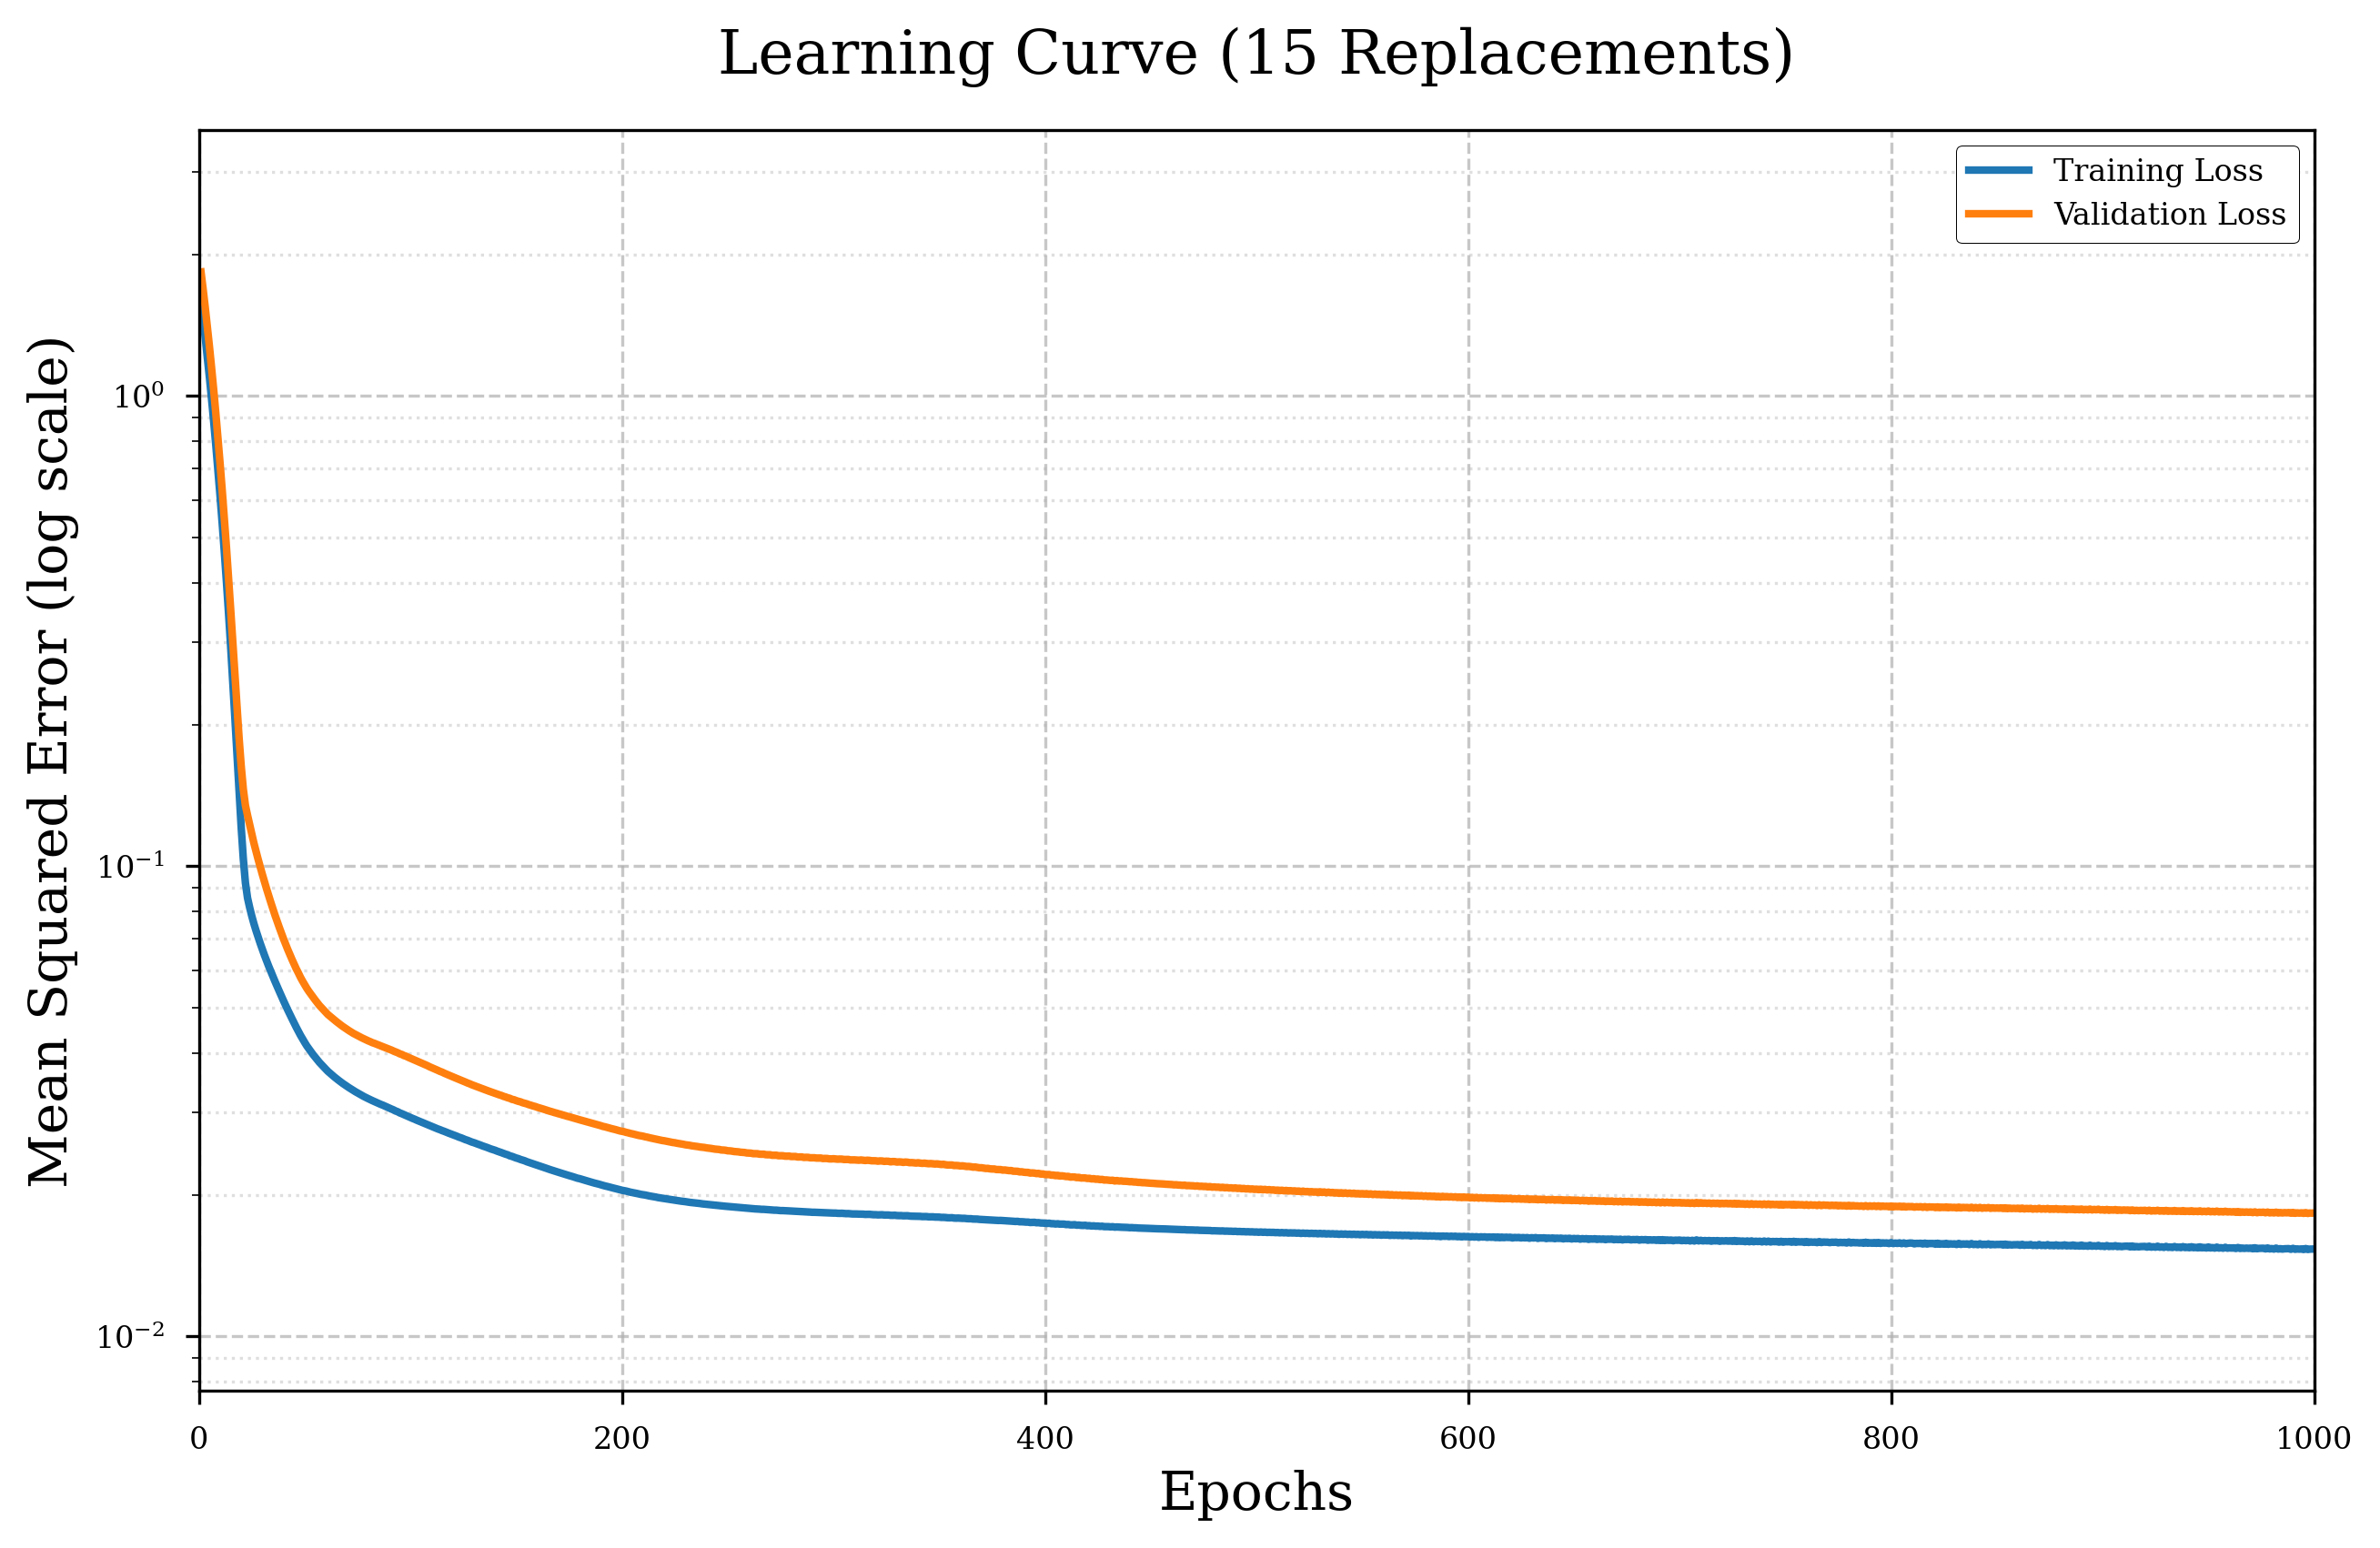 Learning Curve (15 Replacements)
Training Loss
Validation Loss
Mean Squared Error (log scale)
10⁰
10⁻¹
10⁻²
0 200 400 600 800 1000
Epochs